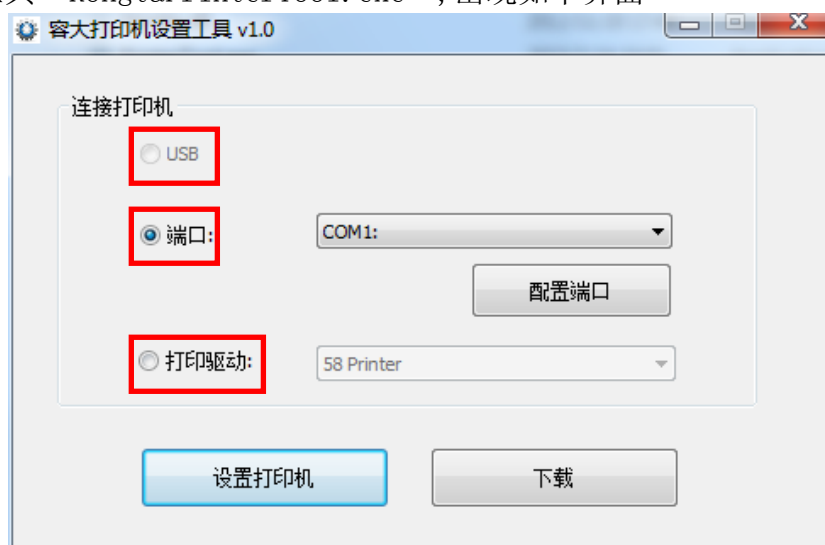 容大打印机设置工具 v1.0
连接打印机
USB
端口:
COM1:
配置端口
打印驱动:
58 Printer
设置打印机
下载